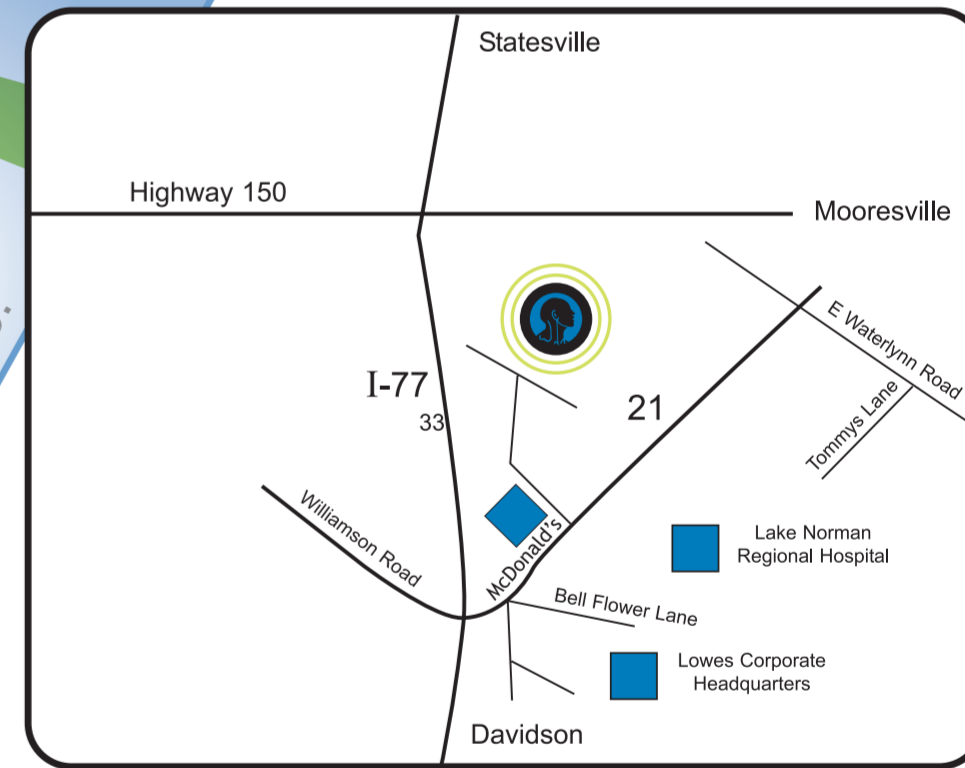 Statesville
Highway 150
Mooresville
E Waterlynn Road
I-77
33
21
Tommys Lane
Williamson Road
McDonald's
Lake Norman
Regional Hospital
Bell Flower Lane
Lowes Corporate
Headquarters
Davidson